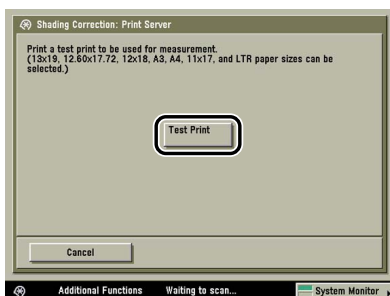 Shading Correction: Print Server
Print a test print to be used for measurement.
(13x19, 12.60x17.72, 12x18, A3, A4, 11x17, and LTR paper sizes can be
selected.)
Test Print
Cancel
Additional Functions Waiting to scan... System Monitor